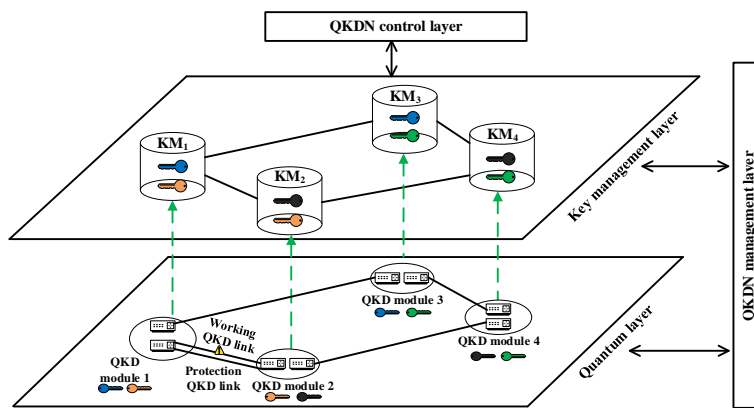 QKDN control layer
KM3
KM1
KM4
KM2
Key management layer
QKDN management layer
QKD module 3
Working
QKD link
QKD module 4
QKD
module 1
Protection
QKD link
QKD module 2
Quantum layer